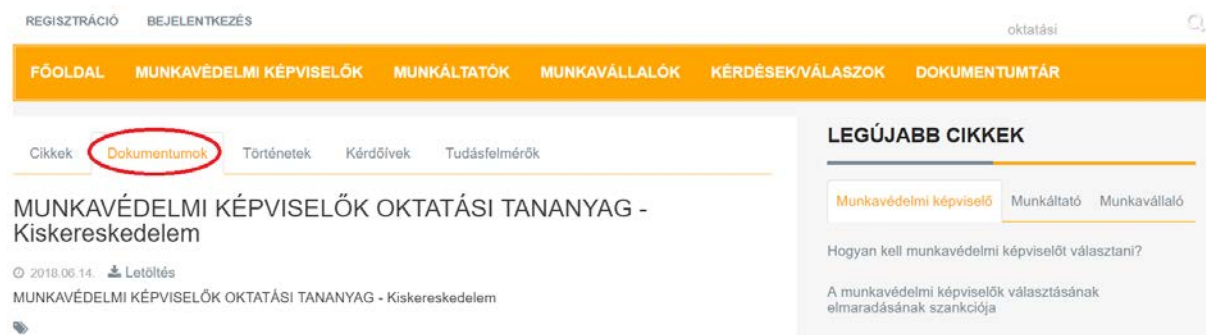 REGISZTRÁCIÓ BEJELENTKEZÉS
oktatási
FŐOLDAL MUNKAVÉDELMI KÉPVISELŐK MUNKÁLTATÓK MUNKAVÁLLALÓK KÉRDÉSEK/VÁLASZOK DOKUMENTUMTÁR
Cikkek Dokumentumok Történetek Kérdőívek Tudásfelmérők
MUNKAVÉDELMI KÉPVISELŐK OKTATÁSI TANANYAG -
Kiskereskedelem
2018.06.14. Letöltés
MUNKAVÉDELMI KÉPVISELŐK OKTATÁSI TANANYAG - Kiskereskedelem
LEGÚJABB CIKKEK
Munkavédelmi képviselő Munkáltató Munkavállaló
Hogyan kell munkavédelmi képviselőt választani?
A munkavédelmi képviselők választásának
elmaradásának szankciója